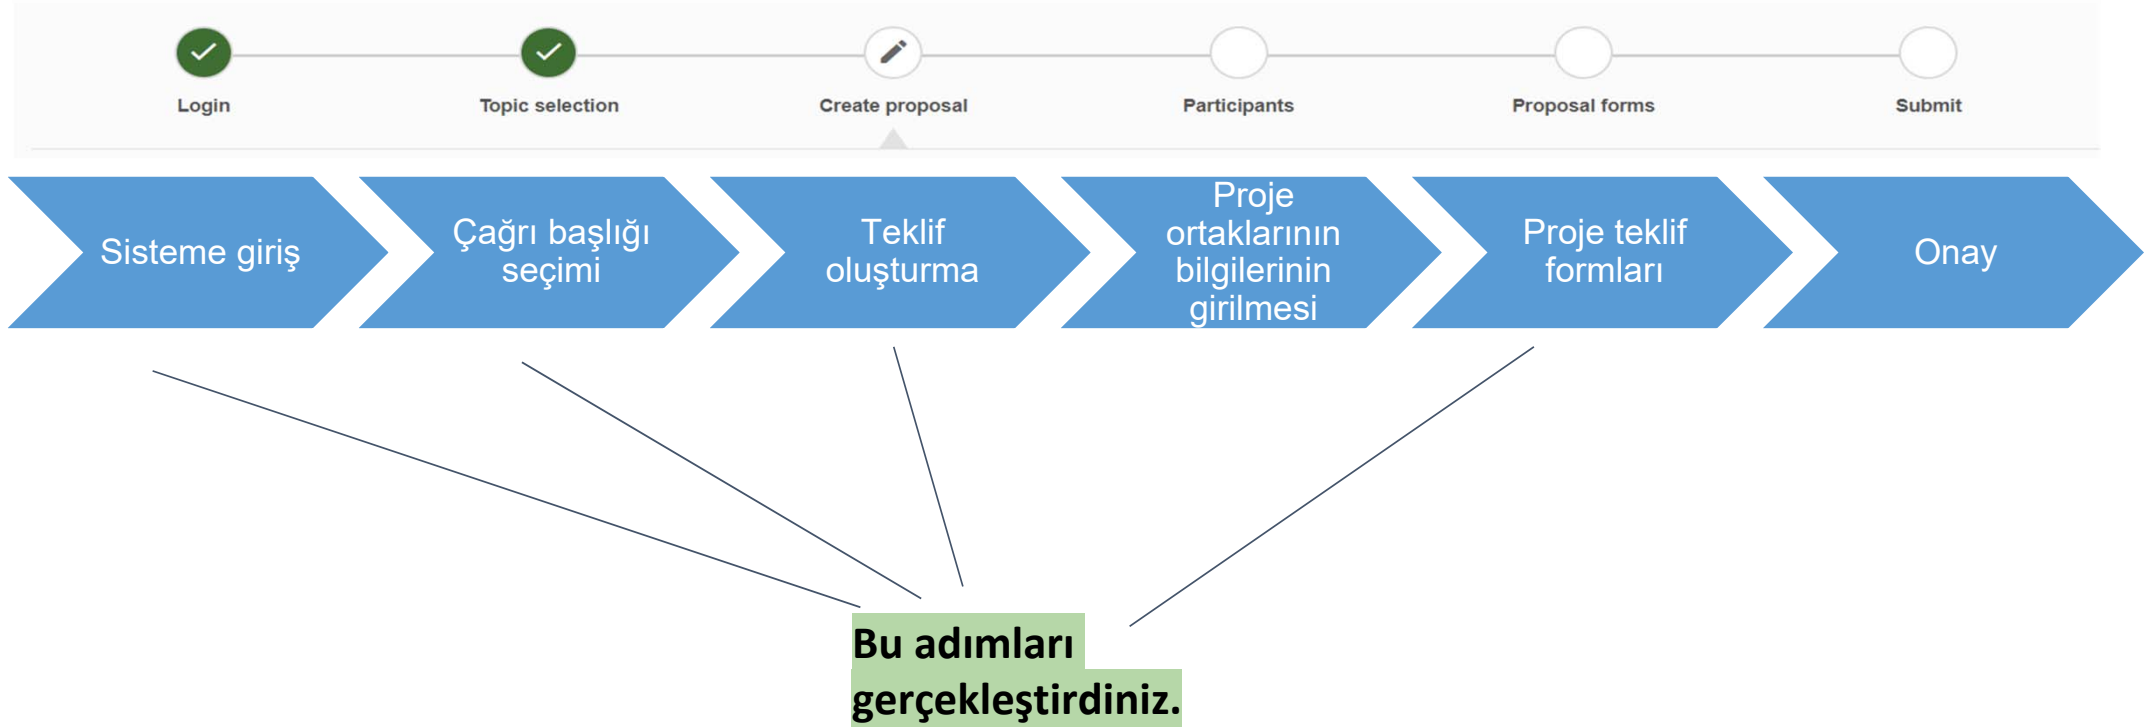 Login
Topic selection
Create proposal
Participants
Proposal forms
Submit
Sisteme giriş
Çağrı başlığı
seçimi
Teklif
oluşturma
Proje
ortaklarının
bilgilerinin
girilmesi
Proje teklif
formları
Onay
Bu adımları
gerçekleştirdiniz.